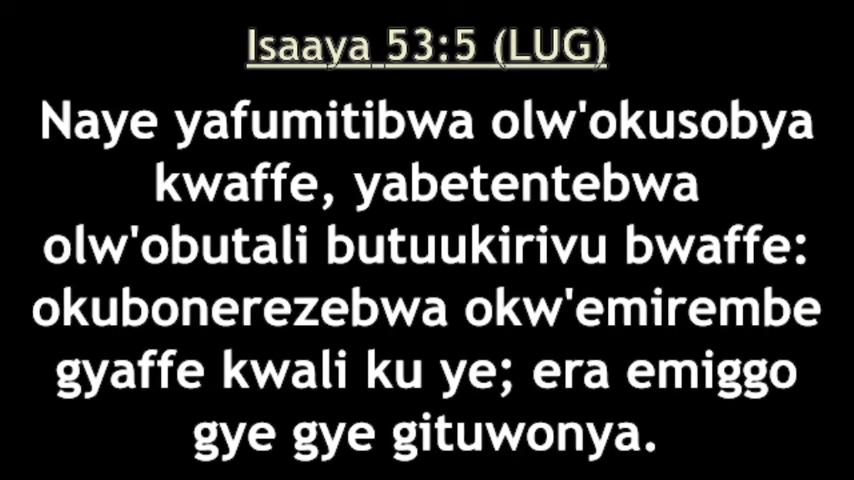 Isaaya 53:5 (LUG)
Naye yafumitibwa olw'okusobya
kwaffe, yabetentebwa
olw'obutali butuukirivu bwaffe:
okubonerezebwa okw'emirembe
gyaffe kwali ku ye; era emiggo
gye gye gituwonya.